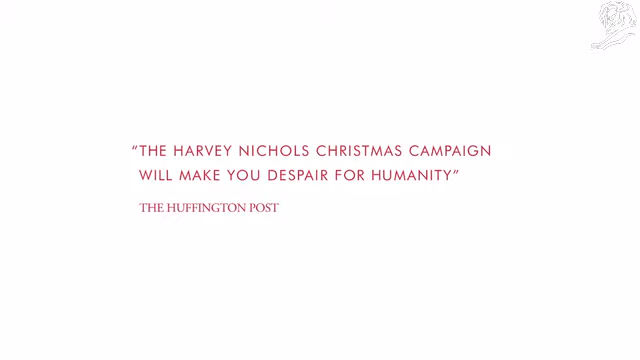 “THE HARVEY NICHOLS CHRISTMAS CAMPAIGN
WILL MAKE YOU DESPAIR FOR HUMANITY”
THE HUFFINGTON POST